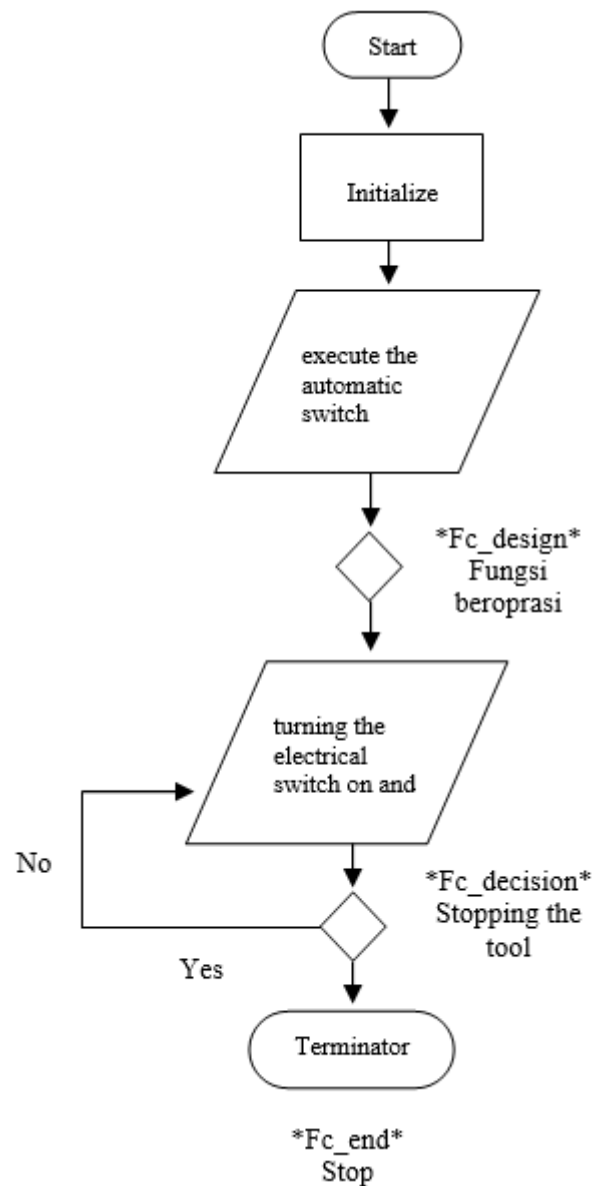 Start
Initialize
execute the
automatic
switch
*Fc_design*
Fungsi
beroprasi
turning the
electrical
switch on and
No
*Fc_decision*
Stopping the
tool
Yes
Terminator
*Fc_end*
Stop